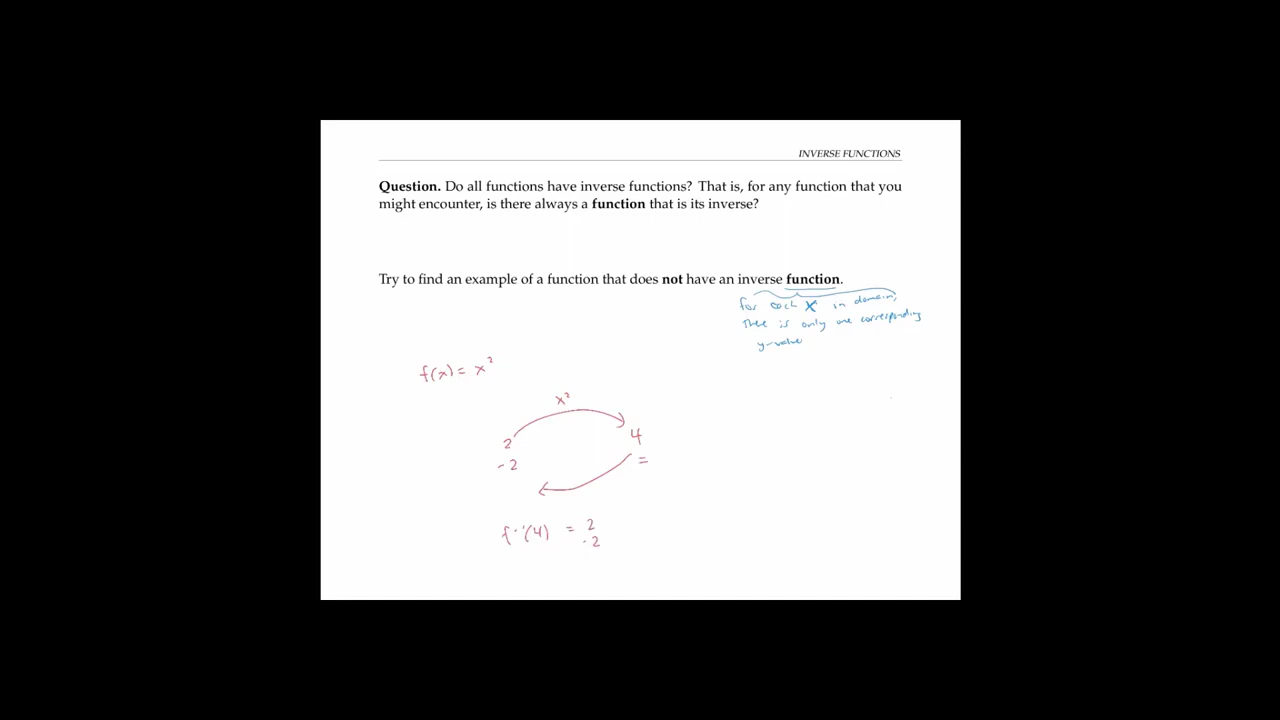 INVERSE FUNCTIONS
Question. Do all functions have inverse functions? That is, for any function that you
might encounter, is there always a function that is its inverse?
Try to find an example of a function that does not have an inverse function.
for each x in domain,
there is only one corresponding
y-value
f(x) = x²
x²
2
4
-2
=
f⁻¹(4) = 2
-2